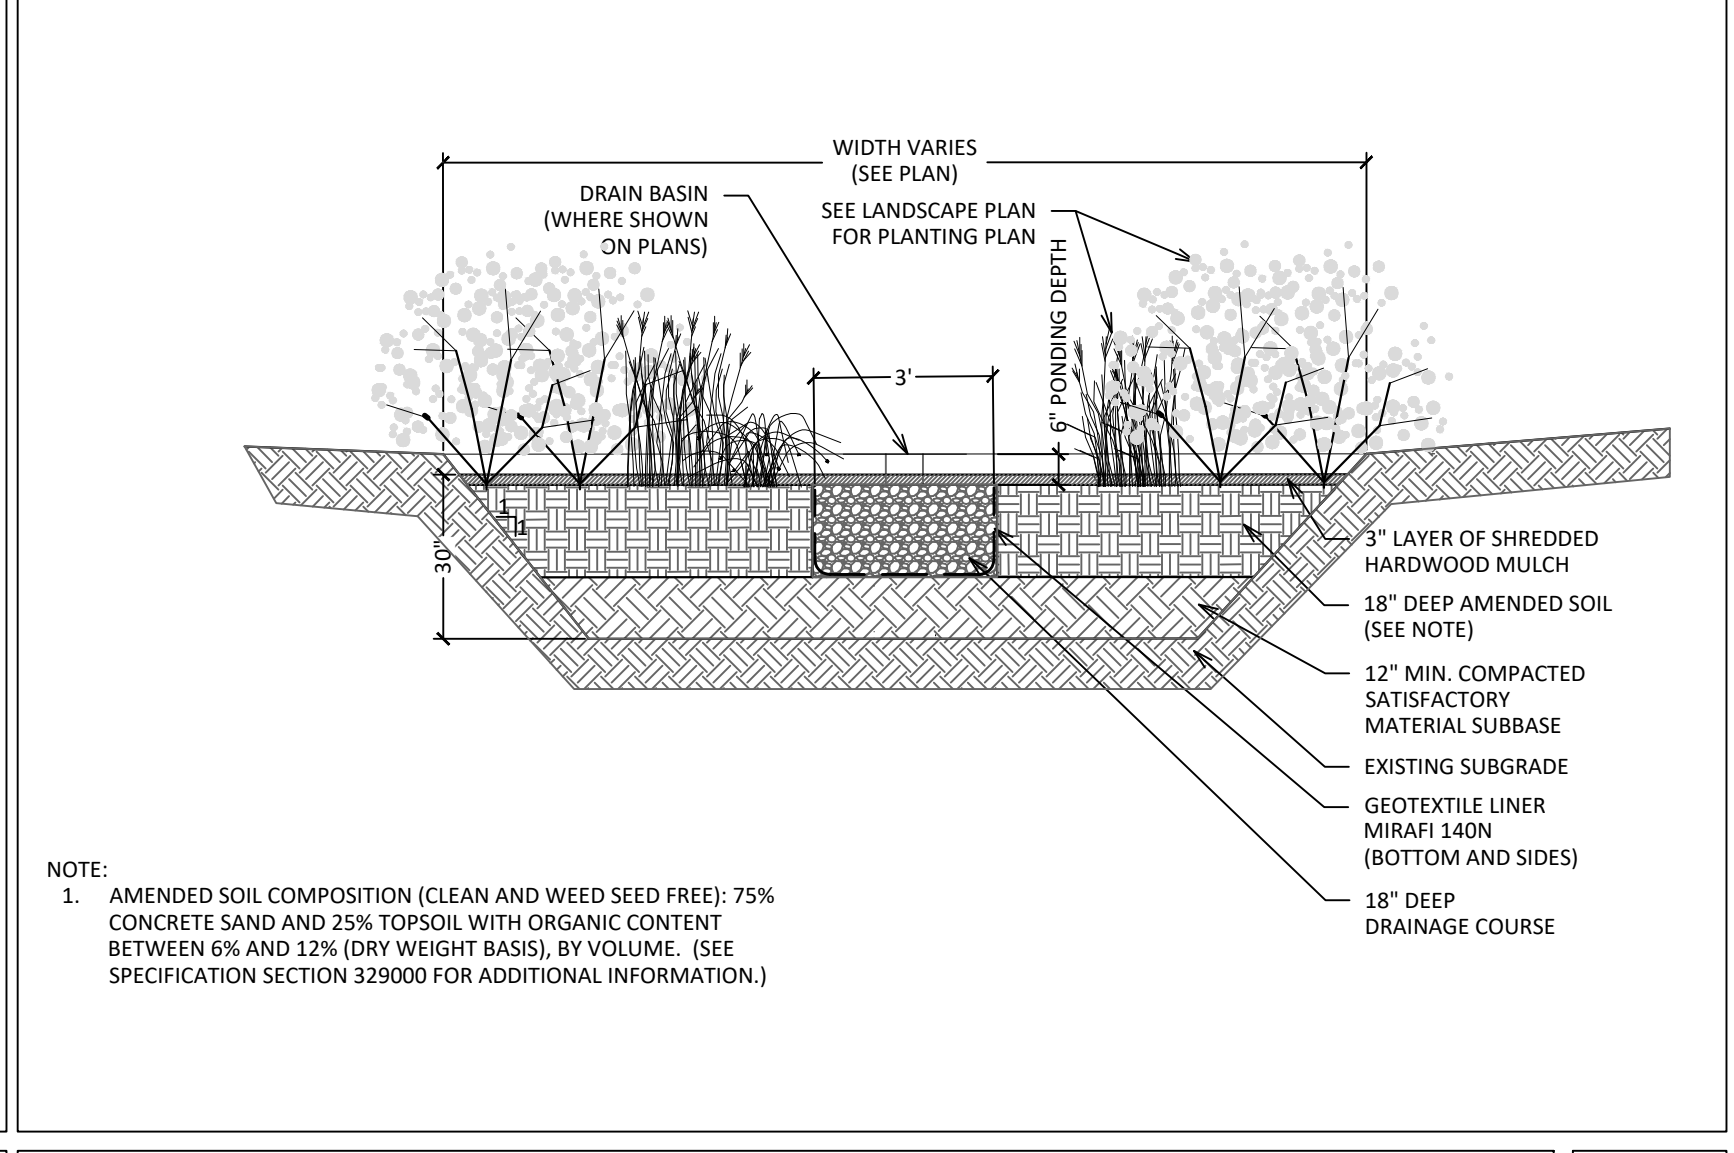 WIDTH VARIES
(SEE PLAN)
DRAIN BASIN
(WHERE SHOWN
ON PLANS)
SEE LANDSCAPE PLAN
FOR PLANTING PLAN
6" PONDING DEPTH
3'
1
1
30"
3" LAYER OF SHREDDED
HARDWOOD MULCH
18" DEEP AMENDED SOIL
(SEE NOTE)
12" MIN. COMPACTED
SATISFACTORY
MATERIAL SUBBASE
EXISTING SUBGRADE
GEOTEXTILE LINER
MIRAFI 140N
(BOTTOM AND SIDES)
18" DEEP
DRAINAGE COURSE
NOTE:
1. AMENDED SOIL COMPOSITION (CLEAN AND WEED SEED FREE): 75%
CONCRETE SAND AND 25% TOPSOIL WITH ORGANIC CONTENT
BETWEEN 6% AND 12% (DRY WEIGHT BASIS), BY VOLUME. (SEE
SPECIFICATION SECTION 329000 FOR ADDITIONAL INFORMATION.)